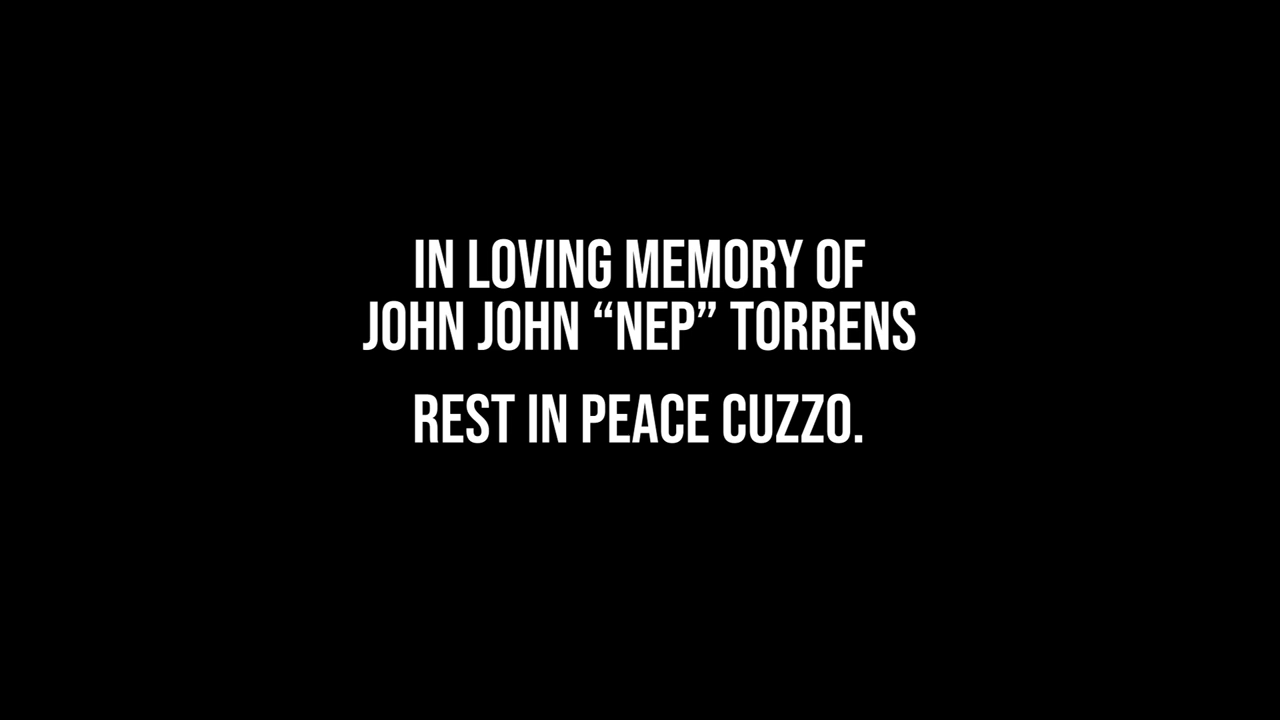 IN LOVING MEMORY OF
JOHN JOHN “NEP” TORRENS
REST IN PEACE CUZZO.